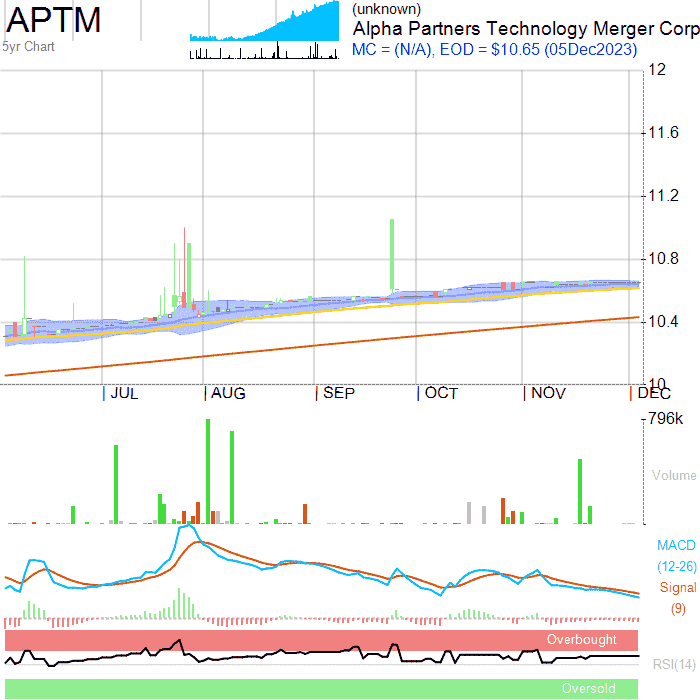 APTM
5yr Chart
(unknown)
Alpha Partners Technology Merger Corp
MC = (N/A), EOD = $10.65 (05Dec2023)
12
11.6
11.2
10.8
10.4
10
JUL
AUG
SEP
OCT
NOV
DEC
796k
Volume
MACD
(12-26)
Signal
(9)
Overbought
RSI(14)
Oversold